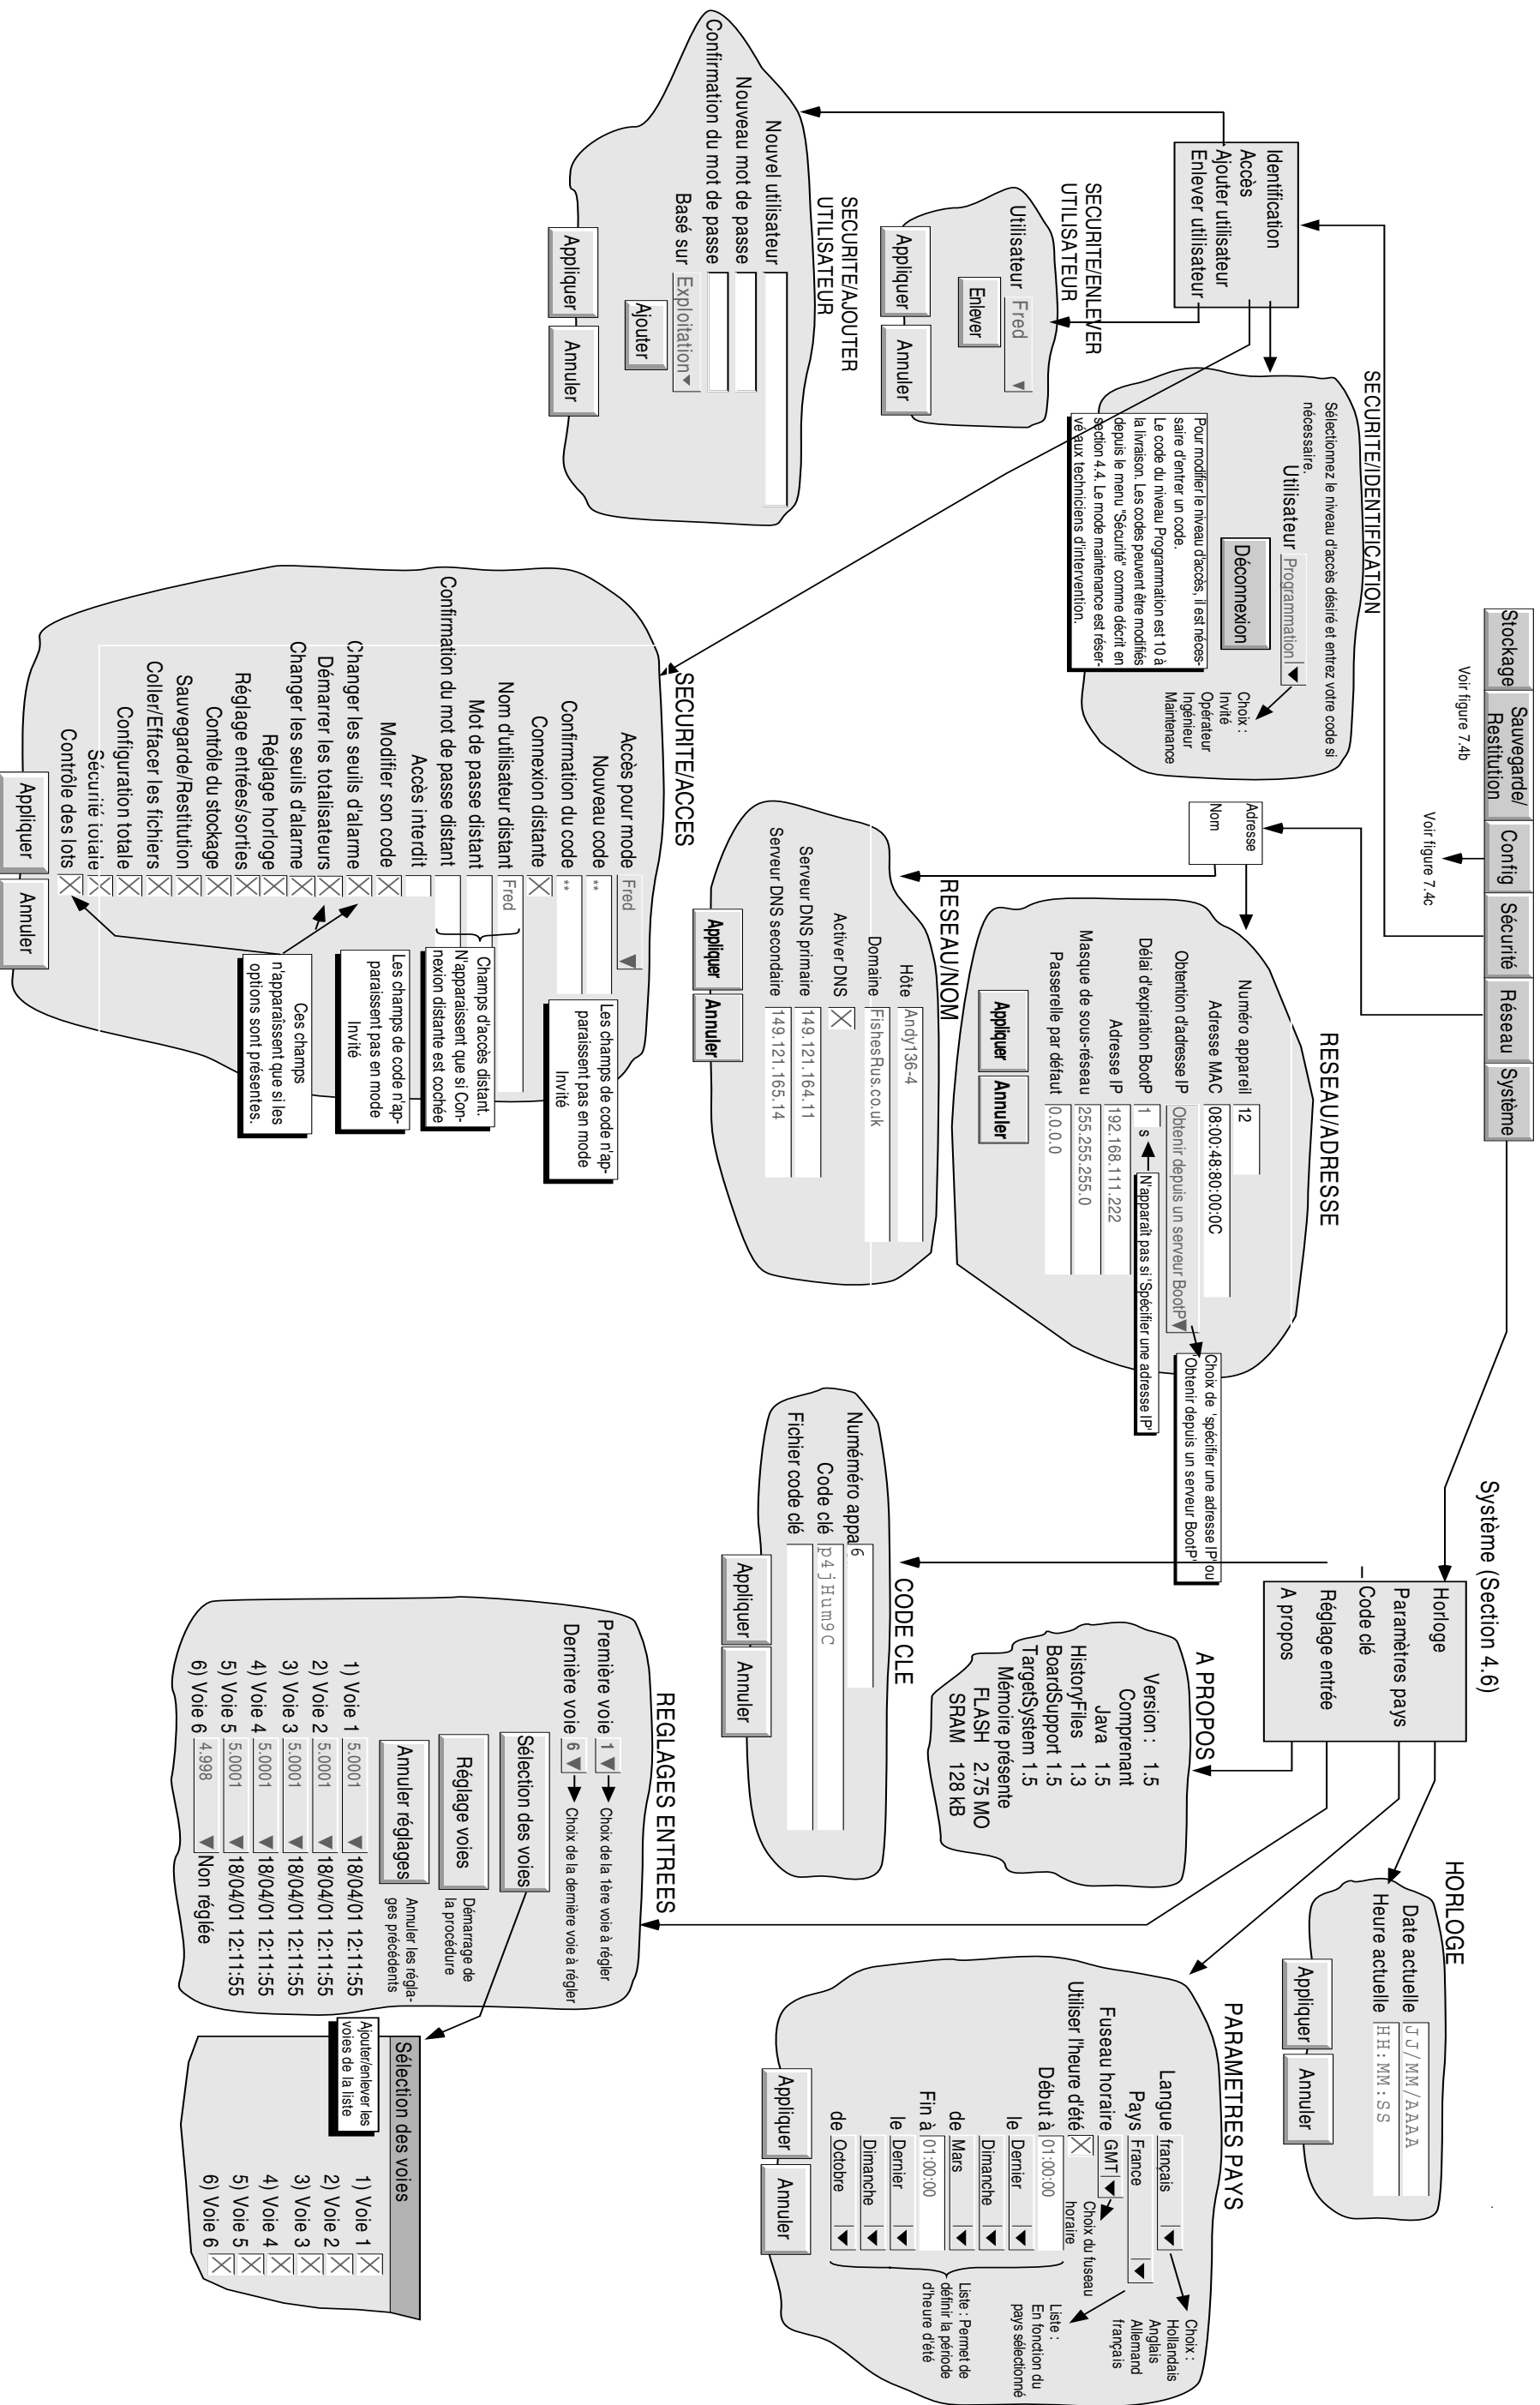 Stockage
Sauvegarde/
Restitution
Config
Sécurité
Réseau
Système
Voir figure 7.4b
Voir figure 7.4c
Système (Section 4.6)
Horloge
Paramètres pays
Code clé
Réglage entrée
A propos
Identification
Accès
Ajouter utilisateur
Enlever utilisateur
SECURITE/IDENTIFICATION
Sélectionnez le niveau d'accès désiré et entrez votre code si
nécessaire.
Utilisateur Programmation
Déconnexion
Choix :
Invité
Opérateur
Ingénieur
Maintenance
Pour modifier le niveau d'accès, il est néces-
saire d'entrer un code.
Le code du niveau Programmation est 10 à
la livraison. Les codes peuvent être modifiés
depuis le menu "Sécurité" comme décrit en
section 4.4. Le mode maintenance est réser-
vé aux techniciens d'intervention.
SECURITE/ENLEVER
UTILISATEUR
Utilisateur Fred
Enlever
Appliquer Annuler
SECURITE/AJOUTER
UTILISATEUR
Nouvel utilisateur
Nouveau mot de passe
Confirmation du mot de passe
Basé sur Exploitation
Ajouter
Appliquer Annuler
SECURITE/ACCES
Accès pour mode Fred
Nouveau code **
Confirmation du code **
Connexion distante
Nom d'utilisateur distant Fred
Mot de passe distant
Confirmation du mot de passe distant
Accès interdit
Modifier son code
Changer les seuils d'alarme
Démarrer les totalisateurs
Changer les seuils d'alarme
Réglage horloge
Réglage entrées/sorties
Contrôle du stockage
Sauvegarde/Restitution
Coller/Effacer les fichiers
Configuration totale
Sécurité totale
Contrôle des lots
Appliquer Annuler
Les champs de code n'ap-
paraissent pas en mode
Invité
Champs d'accès distant.
N'apparaissent que si Con-
nexion distante est cochée
Les champs de code n'ap-
paraissent pas en mode
Invité
Ces champs
n'apparaissent que si les
options sont présentes.
Adresse
Nom
RESEAU/ADRESSE
Numéro appareil 12
Adresse MAC 08:00:48:80:00:0C
Obtention d'adresse IP Obtenir depuis un serveur BootP
Délai d'expiration BootP 1 s
Adresse IP 192.168.111.222
Masque de sous-réseau 255.255.255.0
Passerelle par défaut 0.0.0.0
Appliquer Annuler
Choix de 'spécifier une adresse IP' ou
'Obtenir depuis un serveur BootP'
N'apparaît pas si 'Spécifier une adresse IP'
RESEAU/NOM
Hôte Andy136-4
Domaine FishesRus.co.uk
Activer DNS
Serveur DNS primaire 149.121.164.11
Serveur DNS secondaire 149.121.165.14
Appliquer Annuler
CODE CLE
Numéméro appa 6
Code clé p4jHum9C
Fichier code clé
Appliquer Annuler
A PROPOS
Version : 1.5
Comprenant
Java 1.5
HistoryFiles 1.3
BoardSupport 1.5
TargetSystem 1.5
Mémoire présente
FLASH 2.75 MO
SRAM 128 kB
HORLOGE
Date actuelle JJ/MM/AAAA
Heure actuelle HH:MM:SS
Appliquer Annuler
PARAMETRES PAYS
Langue français
Pays France
Fuseau horaire GMT
Utiliser l'heure d'été
Début à 01:00:00
le Dernier
Dimanche
de Mars
Fin à 01:00:00
le Dernier
Dimanche
de Octobre
Appliquer Annuler
Choix :
Hollandais
Anglais
Allemand
français
Liste :
En fonction du
pays sélectionné
Choix du fuseau
horaire
Liste : Permet de
définir la période
d'heure d'été
REGLAGES ENTREES
Première voie 1 Choix de la 1ère voie à régler
Dernière voie 6 Choix de la dernière voie à régler
Sélection des voies
Réglage voies
Démarrage de
la procédure
Annuler réglages
Annuler les régla-
ges précédents
1) Voie 1 5.0001 18/04/01 12:11:55
2) Voie 2 5.0001 18/04/01 12:11:55
3) Voie 3 5.0001 18/04/01 12:11:55
4) Voie 4 5.0001 18/04/01 12:11:55
5) Voie 5 5.0001 18/04/01 12:11:55
6) Voie 6 4.998 Non réglée
Sélection des voies
Ajouter/enlever les
voies de la liste
1) Voie 1
2) Voie 2
3) Voie 3
4) Voie 4
5) Voie 5
6) Voie 6